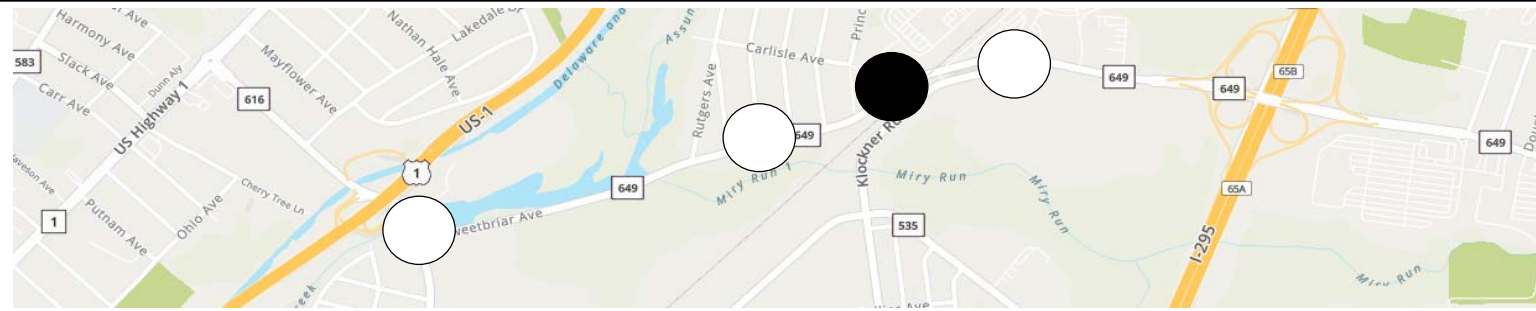 Harmony Ave
583
Slack Ave
Dunn Aly
Carr Ave
US Highway 1
Mayflower Ave
616
Nathan Hale Ave
Lakedale
US-1
Delaware and
Assun
Carlisle Ave
Princ
Rutgers Ave
649
Klockner
649
649
65B
649
Doug
1
Cherry Tree Ln
Ohio Ave
Putnam Ave
1
weetbriar Ave
649
Miry Run
Miry Run
Miry Run
535
65A
I-295
Miry Run
eek